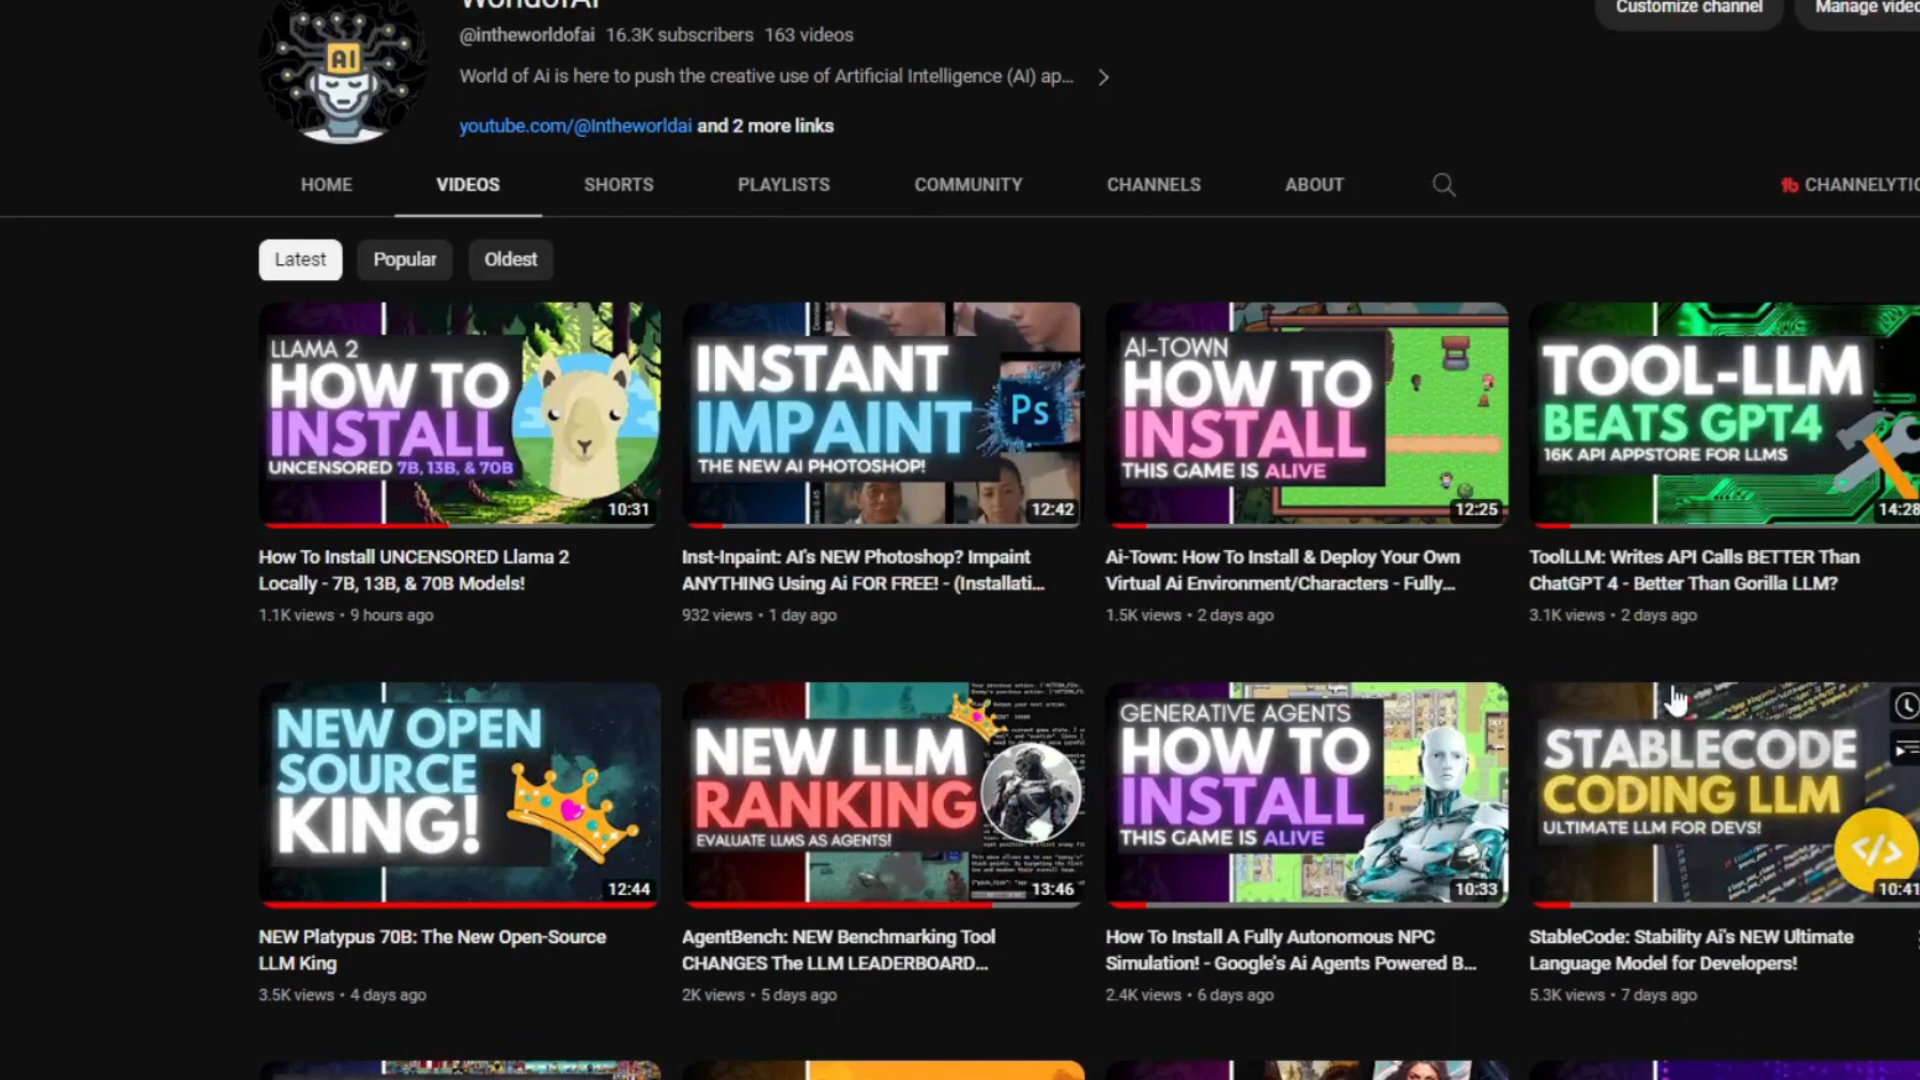 WorldofAI
Customize channel
Manage video
@intheworldofai 16.3K subscribers 163 videos
World of Ai is here to push the creative use of Artificial Intelligence (AI) ap...
youtube.com/@Intheworldai and 2 more links
AI
HOME VIDEOS SHORTS PLAYLISTS COMMUNITY CHANNELS ABOUT CHANNELYTIC
Latest Popular Oldest
LLAMA 2
HOW TO
INSTALL
UNCENSORED 7B, 13B, & 70B
10:31
INSTANT
IMPAINT
THE NEW AI PHOTOSHOP!
Ps
12:42
AI-TOWN
HOW TO
INSTALL
THIS GAME IS ALIVE
12:25
TOOL-LLM
BEATS GPT4
16K API APPSTORE FOR LLMS
14:28
How To Install UNCENSORED Llama 2
Locally - 7B, 13B, & 70B Models!
1.1K views • 9 hours ago
Inst-Inpaint: AI's NEW Photoshop? Impaint
ANYTHING Using Ai FOR FREE! - (Installati...
932 views • 1 day ago
Ai-Town: How To Install & Deploy Your Own
Virtual Ai Environment/Characters - Fully...
1.5K views • 2 days ago
ToolLLM: Writes API Calls BETTER Than
ChatGPT 4 - Better Than Gorilla LLM?
3.1K views • 2 days ago
NEW OPEN
SOURCE
KING!
12:44
NEW LLM
RANKING
EVALUATE LLMS AS AGENTS!
13:46
GENERATIVE AGENTS
HOW TO
INSTALL
THIS GAME IS ALIVE
10:33
STABLECODE
CODING LLM
ULTIMATE LLM FOR DEVS!
</>
10:41
NEW Platypus 70B: The New Open-Source
LLM King
3.5K views • 4 days ago
AgentBench: NEW Benchmarking Tool
CHANGES The LLM LEADERBOARD...
2K views • 5 days ago
How To Install A Fully Autonomous NPC
Simulation! - Google's Ai Agents Powered B...
2.4K views • 6 days ago
StableCode: Stability Ai's NEW Ultimate
Language Model for Developers!
5.3K views • 7 days ago